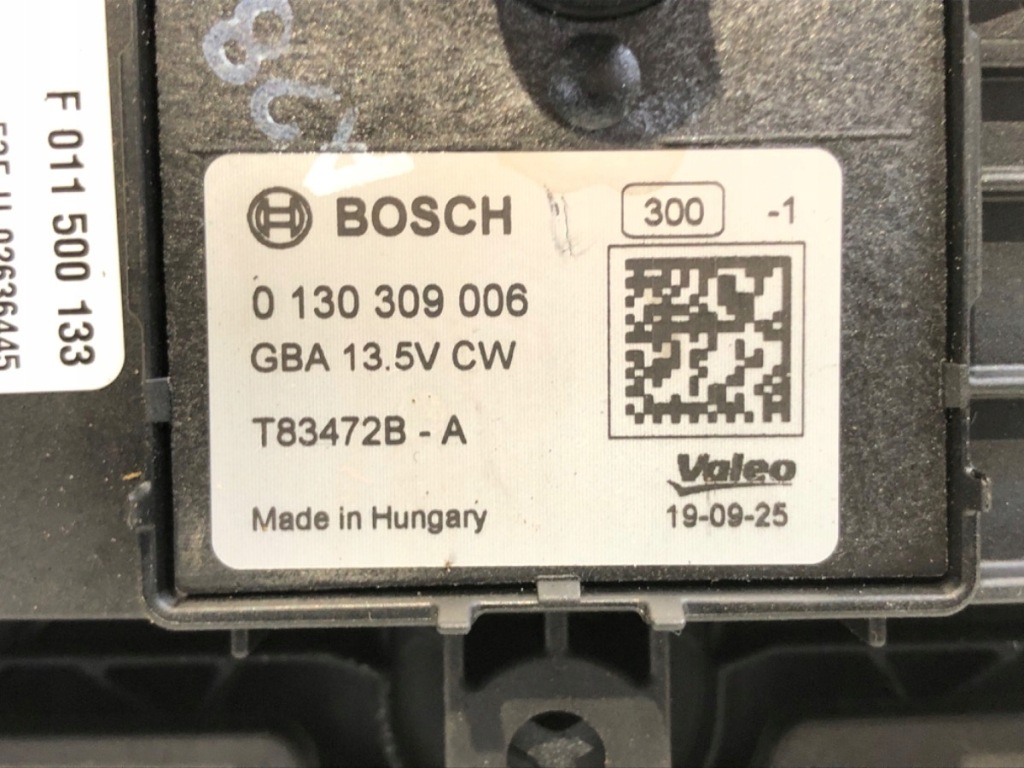 F 011 500 133
BOSCH
300 -1
0 130 309 006
GBA 13.5V CW
T83472B - A
Valeo
Made in Hungary
19-09-25